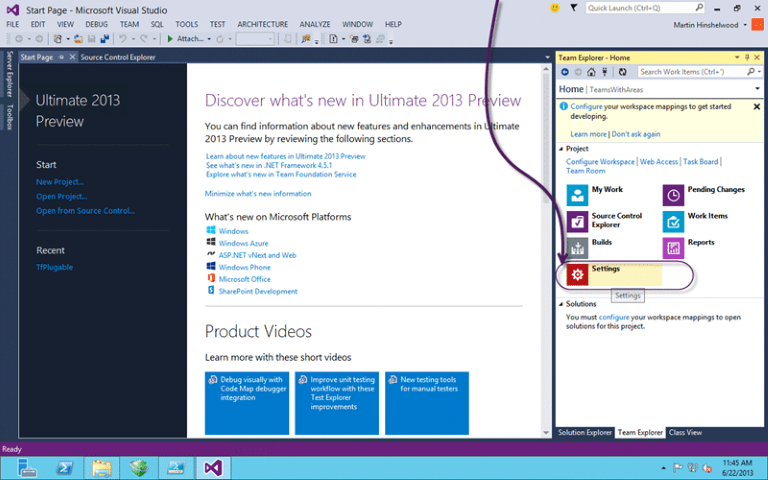 Start Page - Microsoft Visual Studio
Quick Launch (Ctrl+Q)
FILE EDIT VIEW DEBUG TEAM SQL TOOLS TEST ARCHITECTURE ANALYZE WINDOW HELP
Martin Hinshelwood
Attach...
Server Explorer
Toolbox
Start Page
Source Control Explorer
Ultimate 2013
Preview
Start
New Project...
Open Project...
Open from Source Control...
Recent
TfPlugable
Discover what's new in Ultimate 2013 Preview
You can find information about new features and enhancements in Ultimate
2013 Preview by reviewing the following sections.
Learn about new features in Ultimate 2013 Preview
See what's new in .NET Framework 4.5.1
Explore what's new in Team Foundation Service
Minimize what's new information
What's new on Microsoft Platforms
Windows
Windows Azure
ASP.NET vNext and Web
Windows Phone
Microsoft Office
SharePoint Development
Product Videos
Learn more with these short videos
Debug visually with
Code Map debugger
integration
Improve unit testing
workflow with these
Test Explorer
improvements
New testing tools
for manual testers
Team Explorer - Home
Search Work Items (Ctrl+')
Home | TeamsWithAreas
Configure your workspace mappings to get started
developing.
Learn more | Don't ask again
Project
Configure Workspace | Web Access | Task Board |
Team Room
My Work
Pending Changes
Source Control
Explorer
Work Items
Builds
Reports
Settings
Settings
Solutions
You must configure your workspace mappings to open
solutions for this project.
Solution Explorer Team Explorer Class View
Ready
11:45 AM
6/22/2013